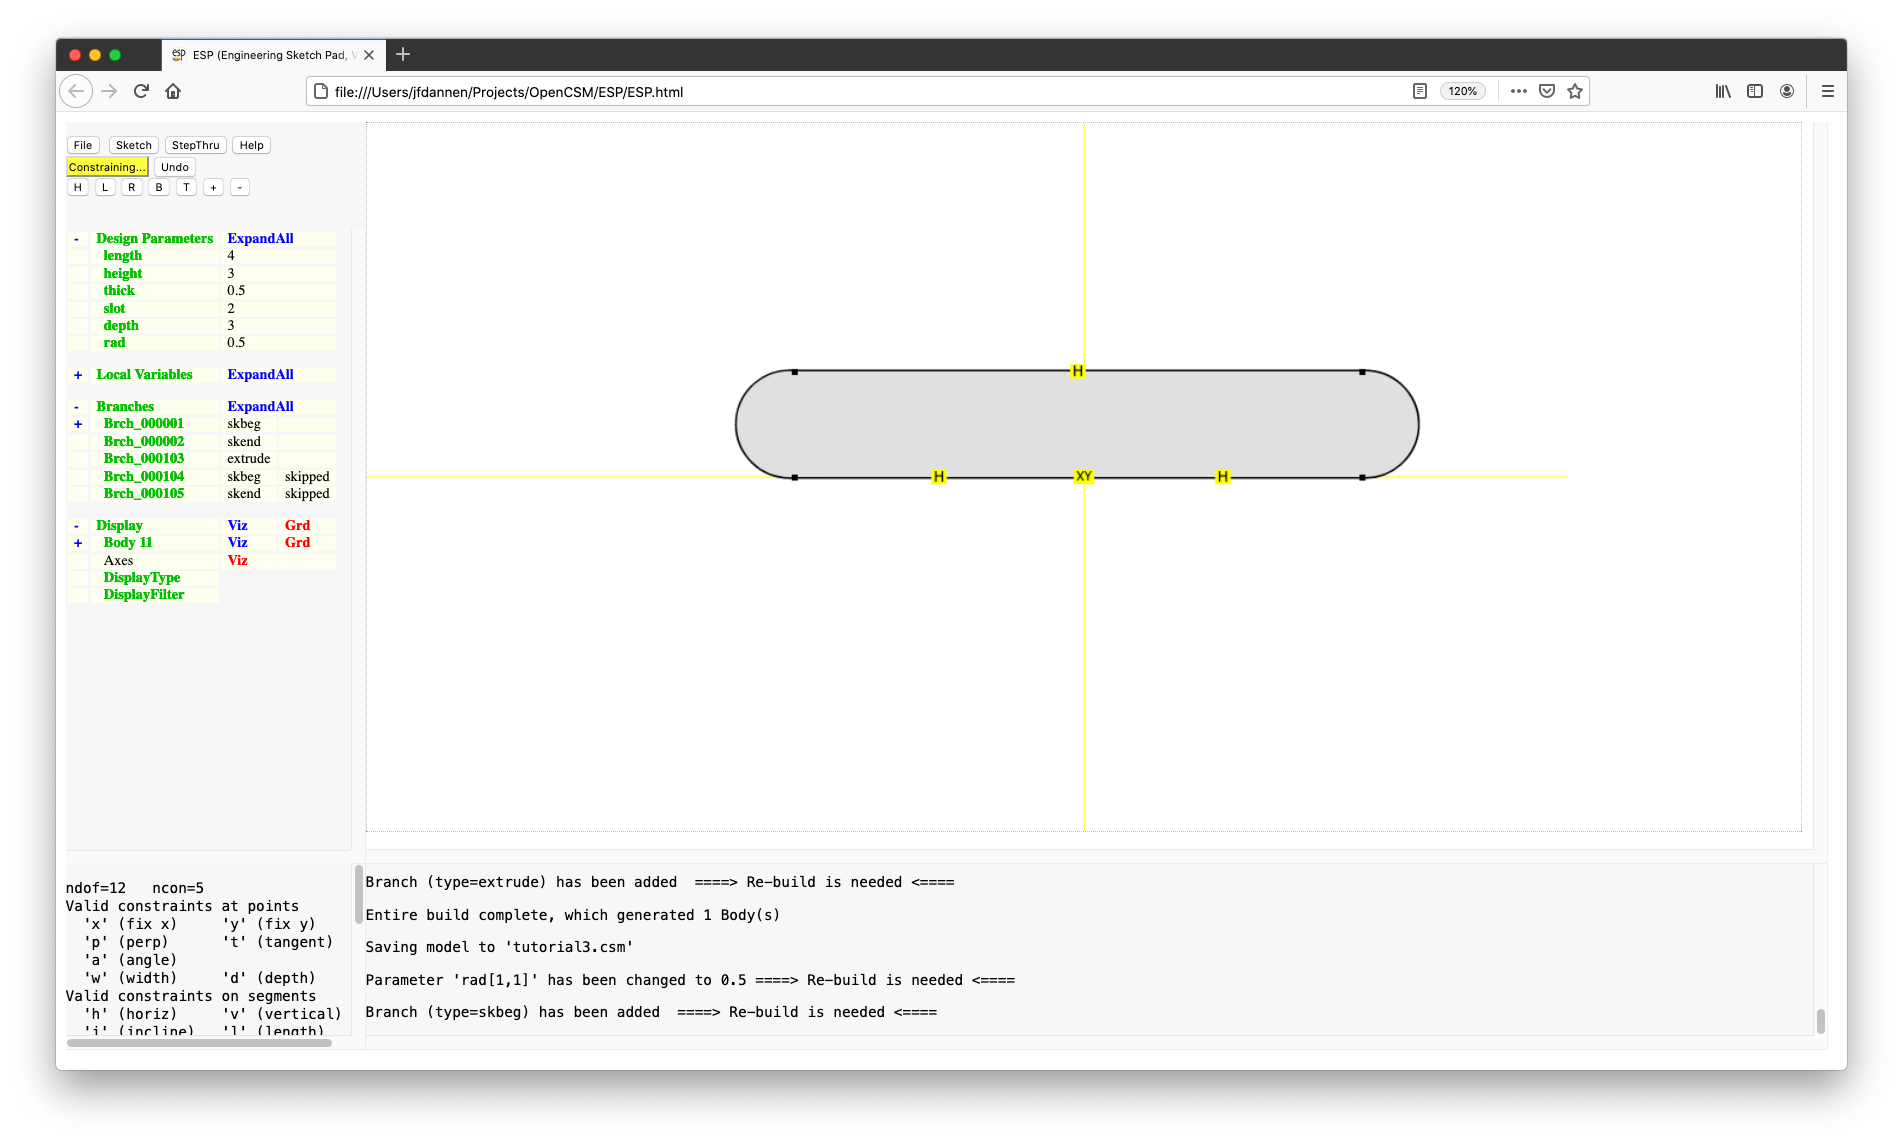 ESP (Engineering Sketch Pad, V
file:///Users/jfdannen/Projects/OpenCSM/ESP/ESP.html 120%
File Sketch StepThru Help
Constraining... Undo
H L R B T + -
- Design Parameters ExpandAll
length 4
height 3
thick 0.5
slot 2
depth 3
rad 0.5
+ Local Variables ExpandAll
- Branches ExpandAll
+ Brch_000001 skbeg
Brch_000002 skend
Brch_000103 extrude
Brch_000104 skbeg skipped
Brch_000105 skend skipped
- Display Viz Grd
+ Body 11 Viz Grd
Axes Viz
DisplayType
DisplayFilter
H
H XY H
ndof=12 ncon=5
Valid constraints at points
'x' (fix x) 'y' (fix y)
'p' (perp) 't' (tangent)
'a' (angle)
'w' (width) 'd' (depth)
Valid constraints on segments
'h' (horiz) 'v' (vertical)
'i' (incline) 'l' (length)
Branch (type=extrude) has been added ====> Re-build is needed <====
Entire build complete, which generated 1 Body(s)
Saving model to 'tutorial3.csm'
Parameter 'rad[1,1]' has been changed to 0.5 ====> Re-build is needed <====
Branch (type=skbeg) has been added ====> Re-build is needed <====